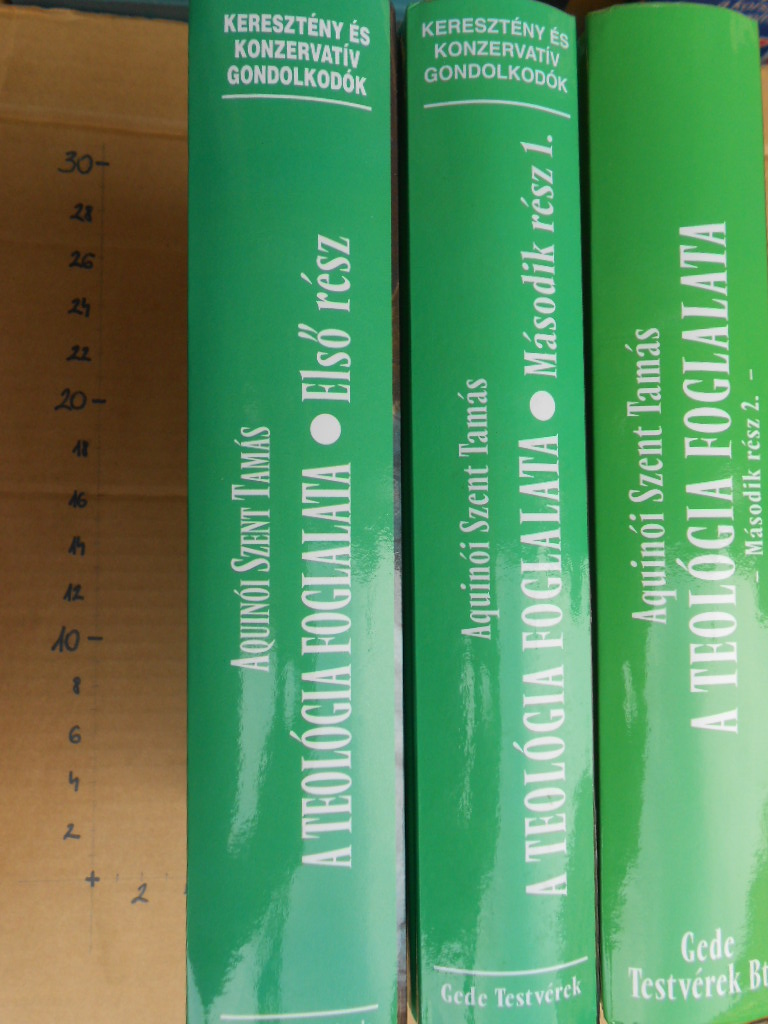 30
28
26
24
22
20
18
16
14
12
10
8
6
4
2
+
2
KERESZTÉNY ÉS
KONZERVATÍV
GONDOLKODÓK
AQUINÓI SZENT TAMÁS
A TEOLÓGIA FOGLALATA ● Első rész
KERESZTÉNY ÉS
KONZERVATÍV
GONDOLKODÓK
Aquinói Szent Tamás
A TEOLÓGIA FOGLALATA ● Második rész 1.
Gede Testvérek
Aquinói Szent Tamás
A TEOLÓGIA FOGLALATA
– Második rész 2. –
Gede
Testvérek Bt